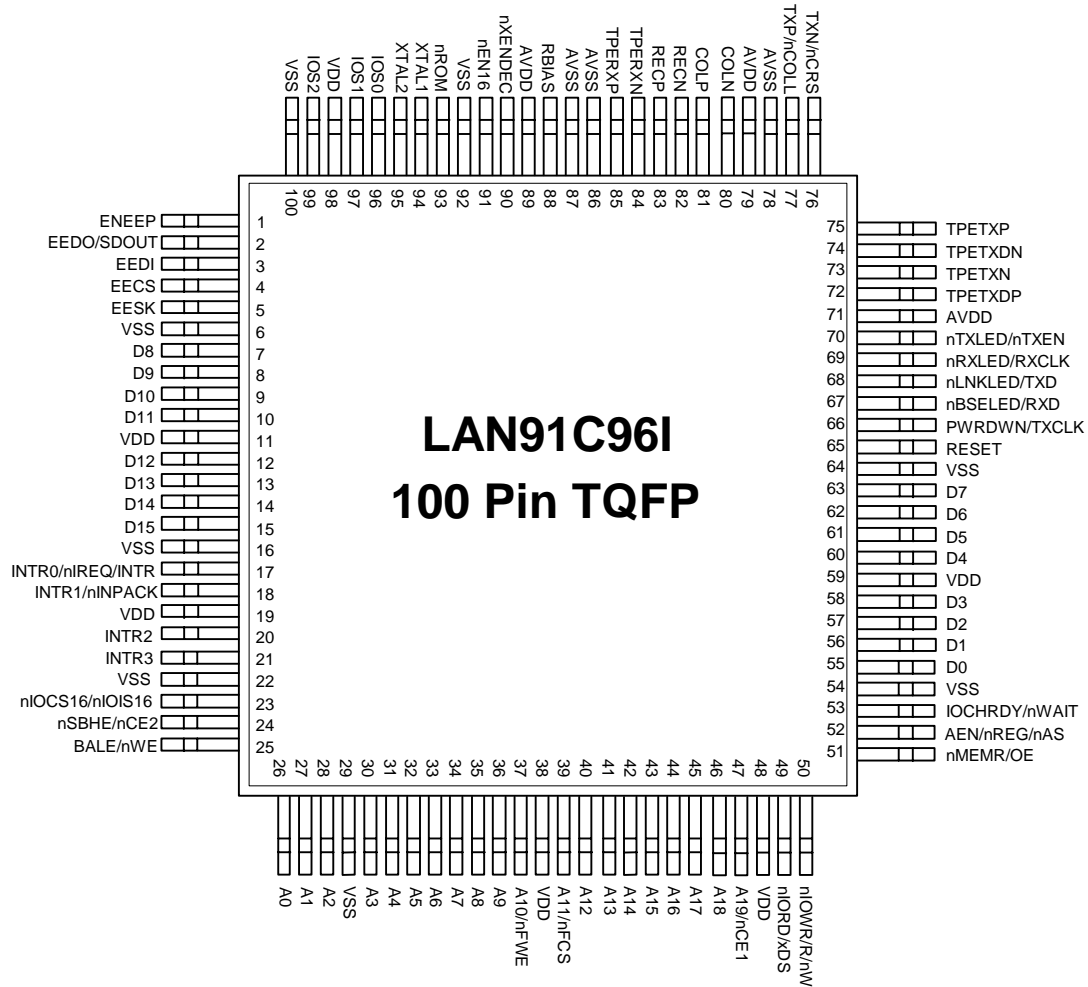 VSS
IOS2
VDD
IOS1
IOS0
XTAL2
XTAL1
nROM
VSS
nEN16
nXENDEC
AVDD
RBIAS
AVSS
AVSS
TPERXP
TPERXN
RECP
RECN
COLP
COLN
AVDD
AVSS
TXP/nCOLL
TXN/nCRS
100
99
98
97
96
95
94
93
92
91
90
89
88
87
86
85
84
83
82
81
80
79
78
77
76
ENEEP 1
EEDO/SDOUT 2
EEDI 3
EECS 4
EESK 5
VSS 6
D8 7
D9 8
D10 9
D11 10
VDD 11
D12 12
D13 13
D14 14
D15 15
VSS 16
INTR0/nIREQ/INTR 17
INTR1/nINPACK 18
VDD 19
INTR2 20
INTR3 21
VSS 22
nIOCS16/nIOIS16 23
nSBHE/nCE2 24
BALE/nWE 25
LAN91C96I
100 Pin TQFP
75 TPETXP
74 TPETXDN
73 TPETXN
72 TPETXDP
71 AVDD
70 nTXLED/nTXEN
69 nRXLED/RXCLK
68 nLNKLED/TXD
67 nBSELED/RXD
66 PWRDWN/TXCLK
65 RESET
64 VSS
63 D7
62 D6
61 D5
60 D4
59 VDD
58 D3
57 D2
56 D1
55 D0
54 VSS
53 IOCHRDY/nWAIT
52 AEN/nREG/nAS
51 nMEMR/OE
26
27
28
29
30
31
32
33
34
35
36
37
38
39
40
41
42
43
44
45
46
47
48
49
50
A0
A1
A2
VSS
A3
A4
A5
A6
A7
A8
A9
A10/nFWE
VDD
A11/nFCS
A12
A13
A14
A15
A16
A17
A18
A19/nCE1
VDD
nIORD/xDS
nIOWR/R/nW